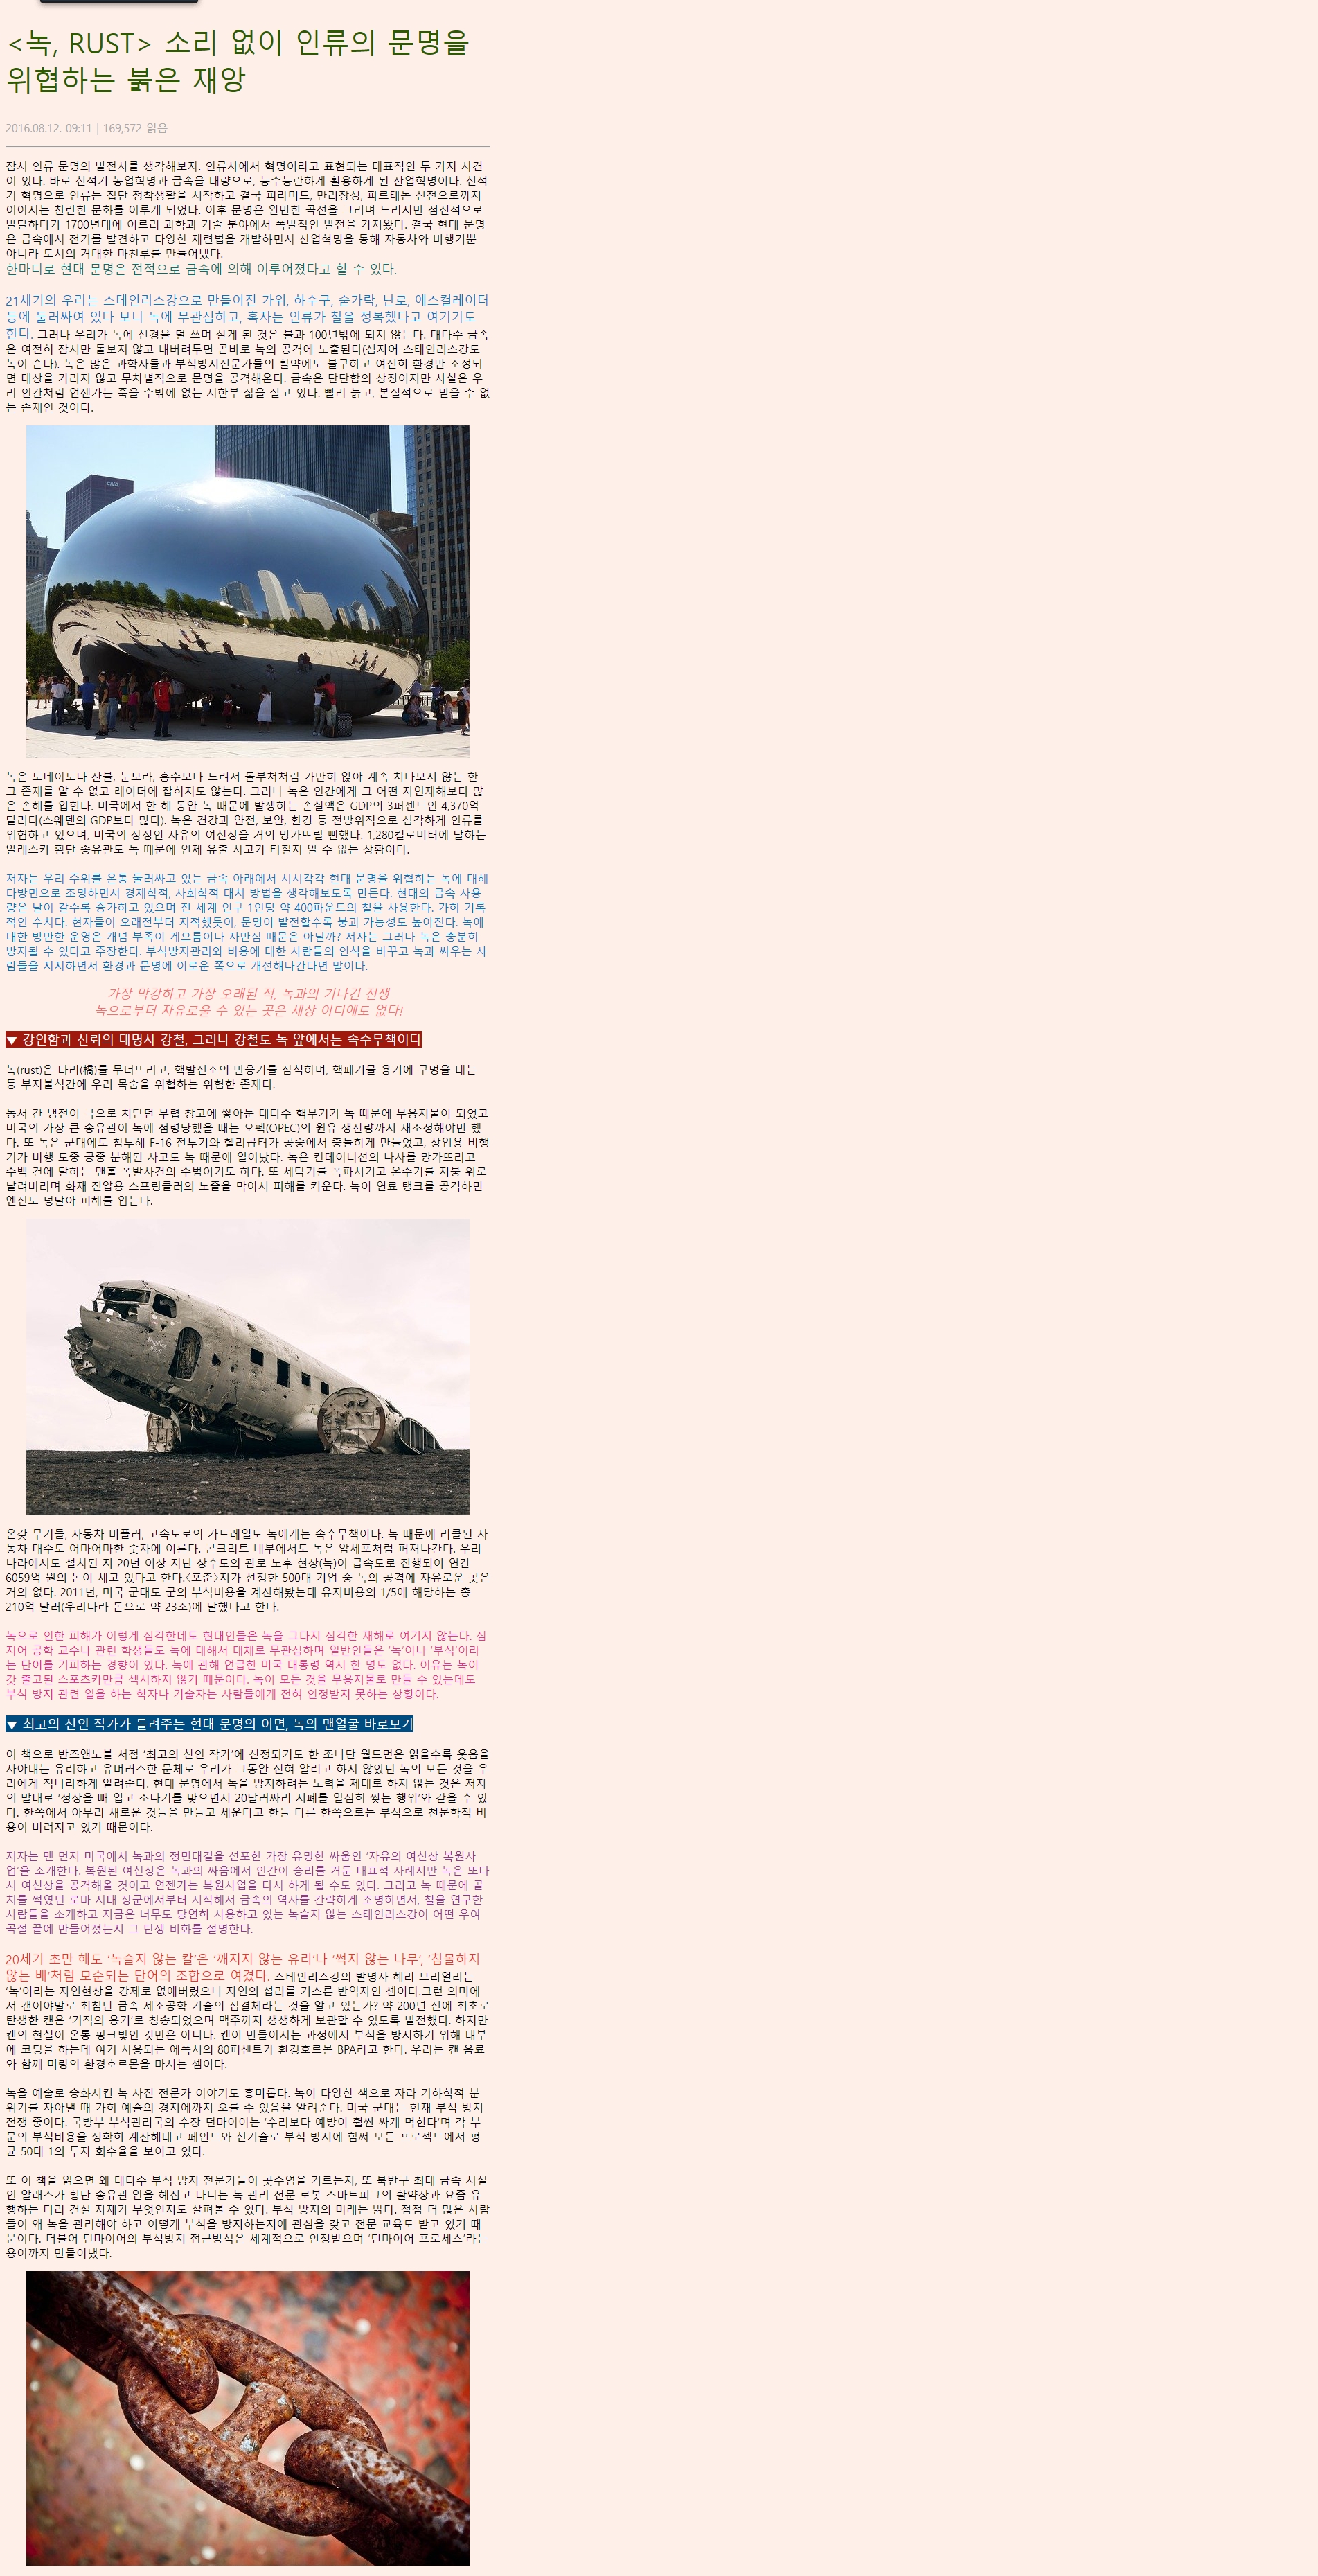 <녹, RUST> 소리 없이 인류의 문명을
위협하는 붉은 재앙
2016.08.12. 09:11 | 169,572 읽음
잠시 인류 문명의 발전사를 생각해보자. 인류사에서 혁명이라고 표현되는 대표적인 두 가지 사건
이 있다. 바로 신석기 농업혁명과 금속을 대량으로, 능수능란하게 활용하게 된 산업혁명이다. 신석
기 혁명으로 인류는 집단 정착생활을 시작하고 결국 피라미드, 만리장성, 파르테논 신전으로까지
이어지는 찬란한 문화를 이루게 되었다. 이후 문명은 완만한 곡선을 그리며 느리지만 점진적으로
발달하다가 1700년대에 이르러 과학과 기술 분야에서 폭발적인 발전을 가져왔다. 결국 현대 문명
은 금속에서 전기를 발견하고 다양한 제련법을 개발하면서 산업혁명을 통해 자동차와 비행기뿐
아니라 도시의 거대한 마천루를 만들어냈다.
한마디로 현대 문명은 전적으로 금속에 의해 이루어졌다고 할 수 있다.
21세기의 우리는 스테인리스강으로 만들어진 가위, 하수구, 숟가락, 난로, 에스컬레이터
등에 둘러싸여 있다 보니 녹에 무관심하고, 혹자는 인류가 철을 정복했다고 여기기도
한다. 그러나 우리가 녹에 신경을 덜 쓰며 살게 된 것은 불과 100년밖에 되지 않는다. 대다수 금속
은 여전히 잠시만 돌보지 않고 내버려두면 곧바로 녹의 공격에 노출된다(심지어 스테인리스강도
녹이 슨다). 녹은 많은 과학자들과 부식방지전문가들의 활약에도 불구하고 여전히 환경만 조성되
면 대상을 가리지 않고 무차별적으로 문명을 공격해온다. 금속은 단단함의 상징이지만 사실은 우
리 인간처럼 언젠가는 죽을 수밖에 없는 시한부 삶을 살고 있다. 빨리 늙고, 본질적으로 믿을 수 없
는 존재인 것이다.
CNIL
녹은 토네이도나 산불, 눈보라, 홍수보다 느려서 돌부처처럼 가만히 앉아 계속 쳐다보지 않는 한
그 존재를 알 수 없고 레이더에 잡히지도 않는다. 그러나 녹은 인간에게 그 어떤 자연재해보다 많
은 손해를 입힌다. 미국에서 한 해 동안 녹 때문에 발생하는 손실액은 GDP의 3퍼센트인 4,370억
달러다(스웨덴의 GDP보다 많다). 녹은 건강과 안전, 보안, 환경 등 전방위적으로 심각하게 인류를
위협하고 있으며, 미국의 상징인 자유의 여신상을 거의 망가뜨릴 뻔했다. 1,280킬로미터에 달하는
알래스카 횡단 송유관도 녹 때문에 언제 유출 사고가 터질지 알 수 없는 상황이다.
저자는 우리 주위를 온통 둘러싸고 있는 금속 아래에서 시시각각 현대 문명을 위협하는 녹에 대해
다방면으로 조명하면서 경제학적, 사회학적 대처 방법을 생각해보도록 만든다. 현대의 금속 사용
량은 날이 갈수록 증가하고 있으며 전 세계 인구 1인당 약 400파운드의 철을 사용한다. 가히 기록
적인 수치다. 현자들이 오래전부터 지적했듯이, 문명이 발전할수록 붕괴 가능성도 높아진다. 녹에
대한 방만한 운영은 개념 부족이 게으름이나 자만심 때문은 아닐까? 저자는 그러나 녹은 충분히
방지될 수 있다고 주장한다. 부식방지관리와 비용에 대한 사람들의 인식을 바꾸고 녹과 싸우는 사
람들을 지지하면서 환경과 문명에 이로운 쪽으로 개선해나간다면 말이다.
가장 막강하고 가장 오래된 적, 녹과의 기나긴 전쟁
녹으로부터 자유로울 수 있는 곳은 세상 어디에도 없다!
▼ 강인함과 신뢰의 대명사 강철, 그러나 강철도 녹 앞에서는 속수무책이다
녹(rust)은 다리(橋)를 무너뜨리고, 핵발전소의 반응기를 잠식하며, 핵폐기물 용기에 구멍을 내는
등 부지불식간에 우리 목숨을 위협하는 위험한 존재다.
동서 간 냉전이 극으로 치닫던 무렵 창고에 쌓아둔 대다수 핵무기가 녹 때문에 무용지물이 되었고
미국의 가장 큰 송유관이 녹에 점령당했을 때는 오펙(OPEC)의 원유 생산량까지 재조정해야만 했
다. 또 녹은 군대에도 침투해 F-16 전투기와 헬리콥터가 공중에서 충돌하게 만들었고, 상업용 비행
기가 비행 도중 공중 분해된 사고도 녹 때문에 일어났다. 녹은 컨테이너선의 나사를 망가뜨리고
수백 건에 달하는 맨홀 폭발사건의 주범이기도 하다. 또 세탁기를 폭파시키고 온수기를 지붕 위로
날려버리며 화재 진압용 스프링클러의 노즐을 막아서 피해를 키운다. 녹이 연료 탱크를 공격하면
엔진도 덩달아 피해를 입는다.
온갖 무기들, 자동차 머플러, 고속도로의 가드레일도 녹에게는 속수무책이다. 녹 때문에 리콜된 자
동차 대수도 어마어마한 숫자에 이른다. 콘크리트 내부에서도 녹은 암세포처럼 퍼져나간다. 우리
나라에서도 설치된 지 20년 이상 지난 상수도의 관로 노후 현상(녹)이 급속도로 진행되어 연간
6059억 원의 돈이 새고 있다고 한다.〈포춘〉지가 선정한 500대 기업 중 녹의 공격에 자유로운 곳은
거의 없다. 2011년, 미국 군대도 군의 부식비용을 계산해봤는데 유지비용의 1/5에 해당하는 총
210억 달러(우리나라 돈으로 약 23조)에 달했다고 한다.
녹으로 인한 피해가 이렇게 심각한데도 현대인들은 녹을 그다지 심각한 재해로 여기지 않는다. 심
지어 공학 교수나 관련 학생들도 녹에 대해서 대체로 무관심하며 일반인들은 ‘녹’이나 ‘부식’이라
는 단어를 기피하는 경향이 있다. 녹에 관해 언급한 미국 대통령 역시 한 명도 없다. 이유는 녹이
갓 출고된 스포츠카만큼 섹시하지 않기 때문이다. 녹이 모든 것을 무용지물로 만들 수 있는데도
부식 방지 관련 일을 하는 학자나 기술자는 사람들에게 전혀 인정받지 못하는 상황이다.
▼ 최고의 신인 작가가 들려주는 현대 문명의 이면, 녹의 맨얼굴 바로보기
이 책으로 반즈앤노블 서점 ‘최고의 신인 작가’에 선정되기도 한 조나단 월드먼은 읽을수록 웃음을
자아내는 유려하고 유머러스한 문체로 우리가 그동안 전혀 알려고 하지 않았던 녹의 모든 것을 우
리에게 적나라하게 알려준다. 현대 문명에서 녹을 방지하려는 노력을 제대로 하지 않는 것은 저자
의 말대로 ‘정장을 빼 입고 소나기를 맞으면서 20달러짜리 지폐를 열심히 찢는 행위’와 같을 수 있
다. 한쪽에서 아무리 새로운 것들을 만들고 세운다고 한들 다른 한쪽으로는 부식으로 천문학적 비
용이 버려지고 있기 때문이다.
저자는 맨 먼저 미국에서 녹과의 정면대결을 선포한 가장 유명한 싸움인 ‘자유의 여신상 복원사
업’을 소개한다. 복원된 여신상은 녹과의 싸움에서 인간이 승리를 거둔 대표적 사례지만 녹은 또다
시 여신상을 공격해올 것이고 언젠가는 복원사업을 다시 하게 될 수도 있다. 그리고 녹 때문에 골
치를 썩였던 로마 시대 장군에서부터 시작해서 금속의 역사를 간략하게 조명하면서, 철을 연구한
사람들을 소개하고 지금은 너무도 당연히 사용하고 있는 녹슬지 않는 스테인리스강이 어떤 우여
곡절 끝에 만들어졌는지 그 탄생 비화를 설명한다.
20세기 초만 해도 ‘녹슬지 않는 칼’은 ‘깨지지 않는 유리’나 ‘썩지 않는 나무’, ‘침몰하지
않는 배’처럼 모순되는 단어의 조합으로 여겼다. 스테인리스강의 발명자 해리 브리얼리는
‘녹’이라는 자연현상을 강제로 없애버렸으니 자연의 섭리를 거스른 반역자인 셈이다.그런 의미에
서 캔이야말로 최첨단 금속 제조공학 기술의 집결체라는 것을 알고 있는가? 약 200년 전에 최초로
탄생한 캔은 ‘기적의 용기’로 칭송되었으며 맥주까지 생생하게 보관할 수 있도록 발전했다. 하지만
캔의 현실이 온통 핑크빛인 것만은 아니다. 캔이 만들어지는 과정에서 부식을 방지하기 위해 내부
에 코팅을 하는데 여기 사용되는 에폭시의 80퍼센트가 환경호르몬 BPA라고 한다. 우리는 캔 음료
와 함께 미량의 환경호르몬을 마시는 셈이다.
녹을 예술로 승화시킨 녹 사진 전문가 이야기도 흥미롭다. 녹이 다양한 색으로 자라 기하학적 분
위기를 자아낼 때 가히 예술의 경지에까지 오를 수 있음을 알려준다. 미국 군대는 현재 부식 방지
전쟁 중이다. 국방부 부식관리국의 수장 던마이어는 ‘수리보다 예방이 훨씬 싸게 먹힌다’며 각 부
문의 부식비용을 정확히 계산해내고 페인트와 신기술로 부식 방지에 힘써 모든 프로젝트에서 평
균 50대 1의 투자 회수율을 보이고 있다.
또 이 책을 읽으면 왜 대다수 부식 방지 전문가들이 콧수염을 기르는지, 또 북반구 최대 금속 시설
인 알래스카 횡단 송유관 안을 헤집고 다니는 녹 관리 전문 로봇 스마트피그의 활약상과 요즘 유
행하는 다리 건설 자재가 무엇인지도 살펴볼 수 있다. 부식 방지의 미래는 밝다. 점점 더 많은 사람
들이 왜 녹을 관리해야 하고 어떻게 부식을 방지하는지에 관심을 갖고 전문 교육도 받고 있기 때
문이다. 더불어 던마이어의 부식방지 접근방식은 세계적으로 인정받으며 ‘던마이어 프로세스’라는
용어까지 만들어냈다.